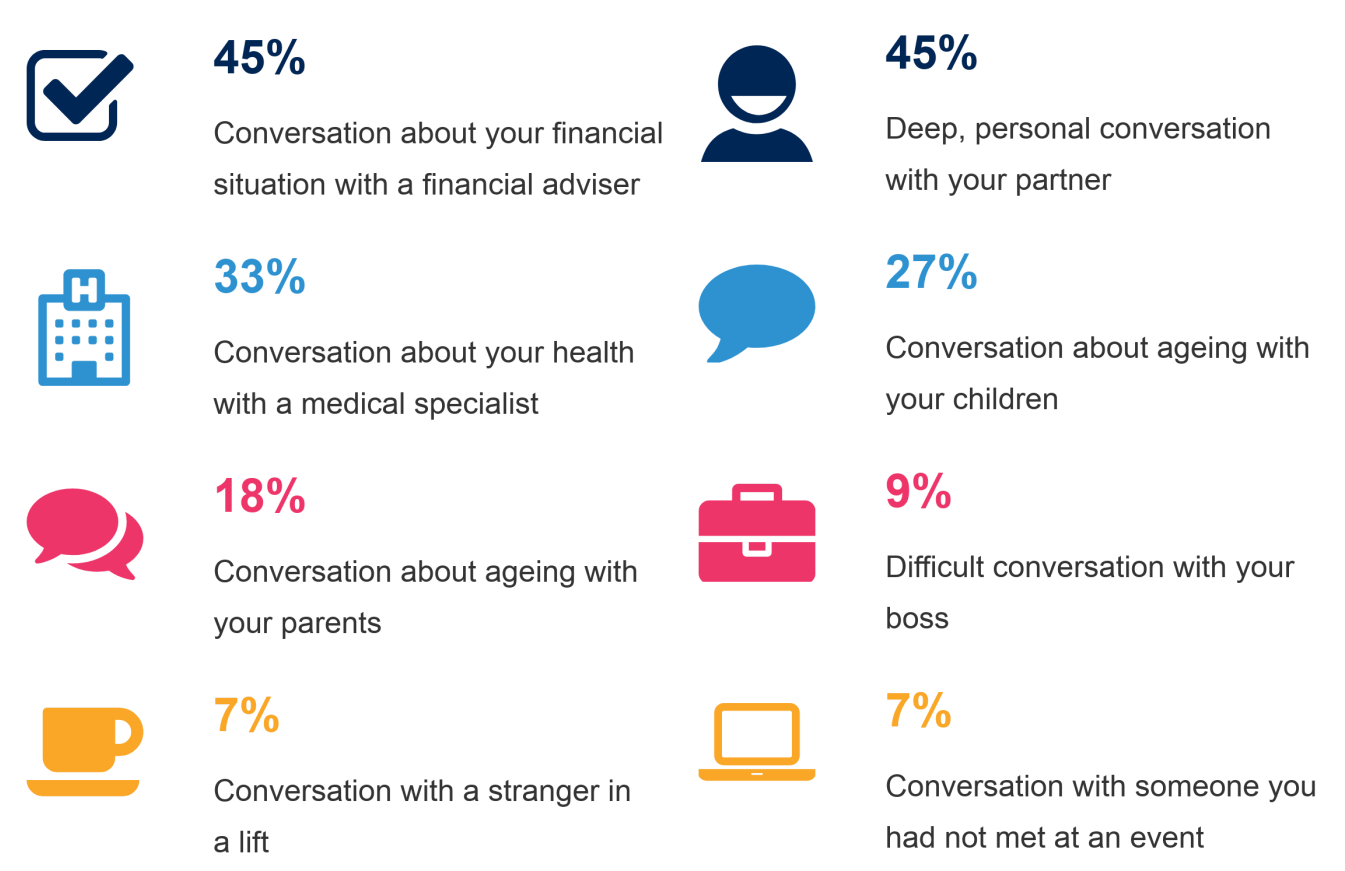 45%
Conversation about your financial
situation with a financial adviser
45%
Deep, personal conversation
with your partner
H
33%
Conversation about your health
with a medical specialist
27%
Conversation about ageing with
your children
18%
Conversation about ageing with
your parents
9%
Difficult conversation with your
boss
7%
Conversation with a stranger in
a lift
7%
Conversation with someone you
had not met at an event